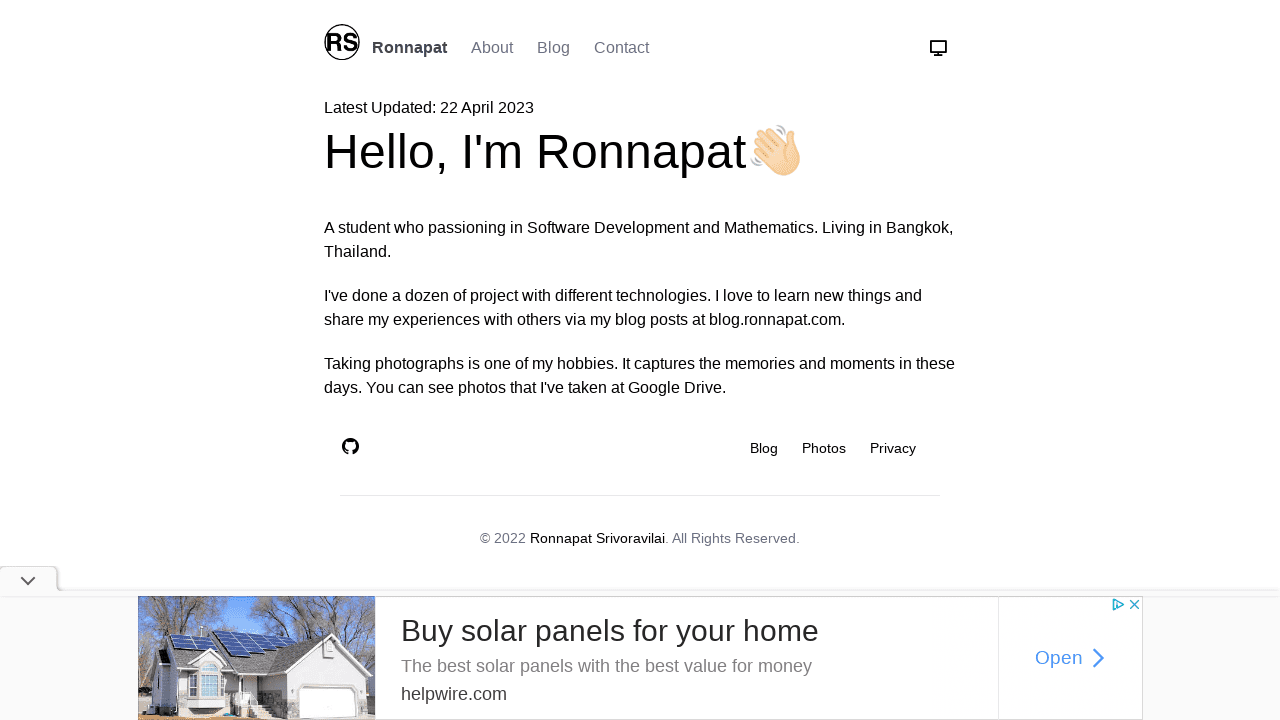 RS Ronnapat About Blog Contact
Latest Updated: 22 April 2023
Hello, I'm Ronnapat👋🏻
A student who passioning in Software Development and Mathematics. Living in Bangkok,
Thailand.
I've done a dozen of project with different technologies. I love to learn new things and
share my experiences with others via my blog posts at blog.ronnapat.com.
Taking photographs is one of my hobbies. It captures the memories and moments in these
days. You can see photos that I've taken at Google Drive.
Blog Photos Privacy
© 2022 Ronnapat Srivoravilai. All Rights Reserved.
Buy solar panels for your home
The best solar panels with the best value for money
helpwire.com
Open